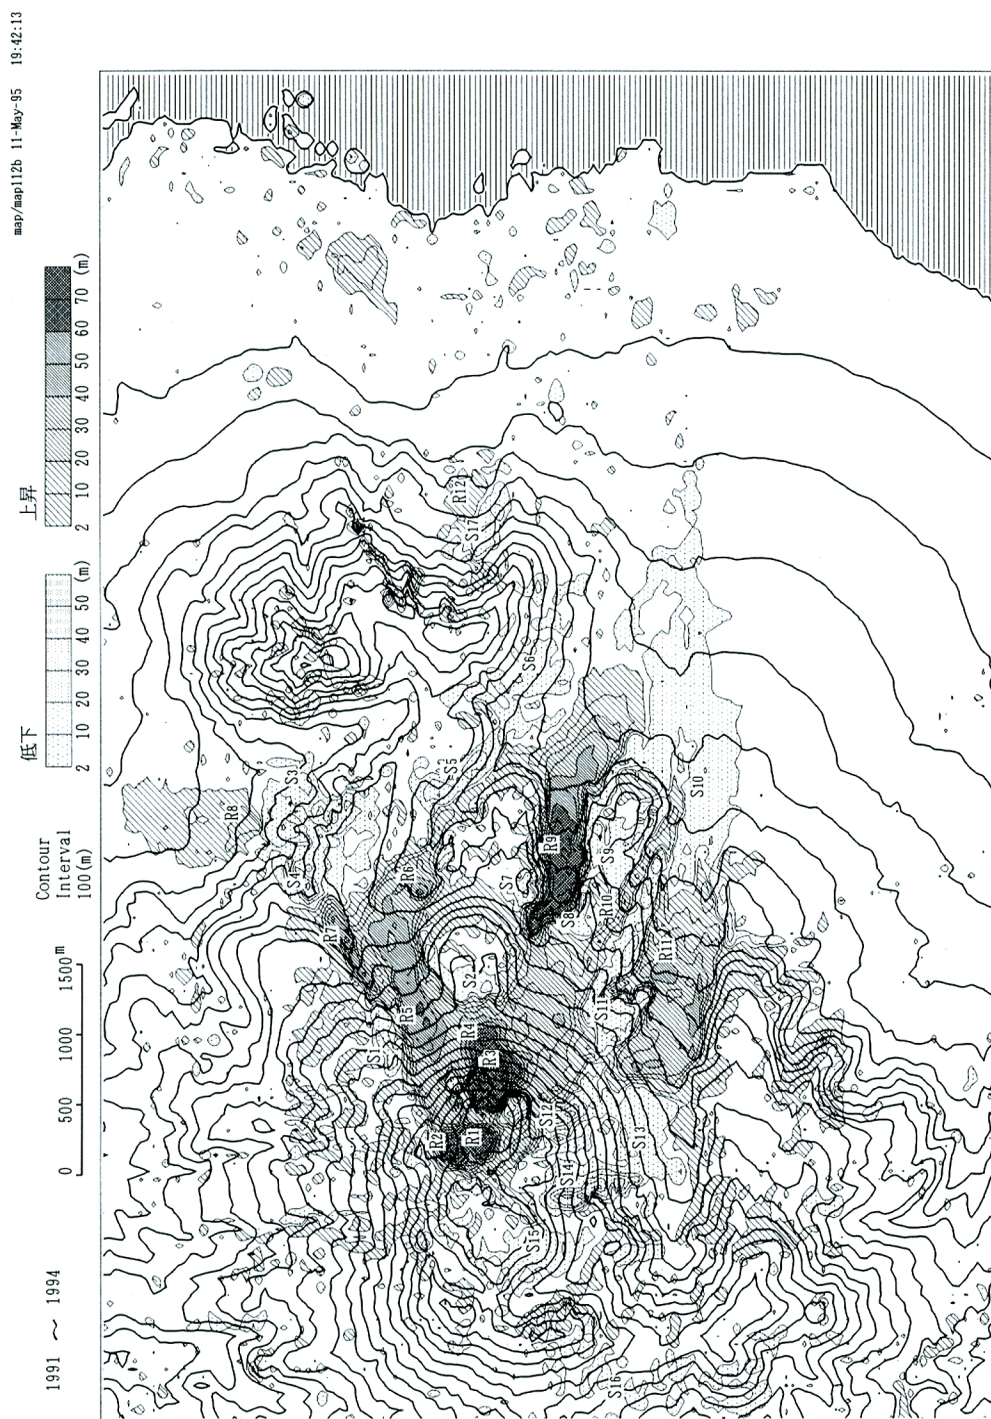 map/map112b 11-May-95 19:42:13
1991 ～ 1994
0 500 1000 1500m
Contour
Interval
100(m)
低下
2 10 20 30 40 50 (m)
上昇
2 10 20 30 40 50 60 70 (m)
R1
R2
R3
R4
R5
R6
R7
R8
R9
R10
R11
R12
S2
S3
S4
S5
S6
S7
S8
S9
S10
S11
S12
S13
S14
S15
S16
S17